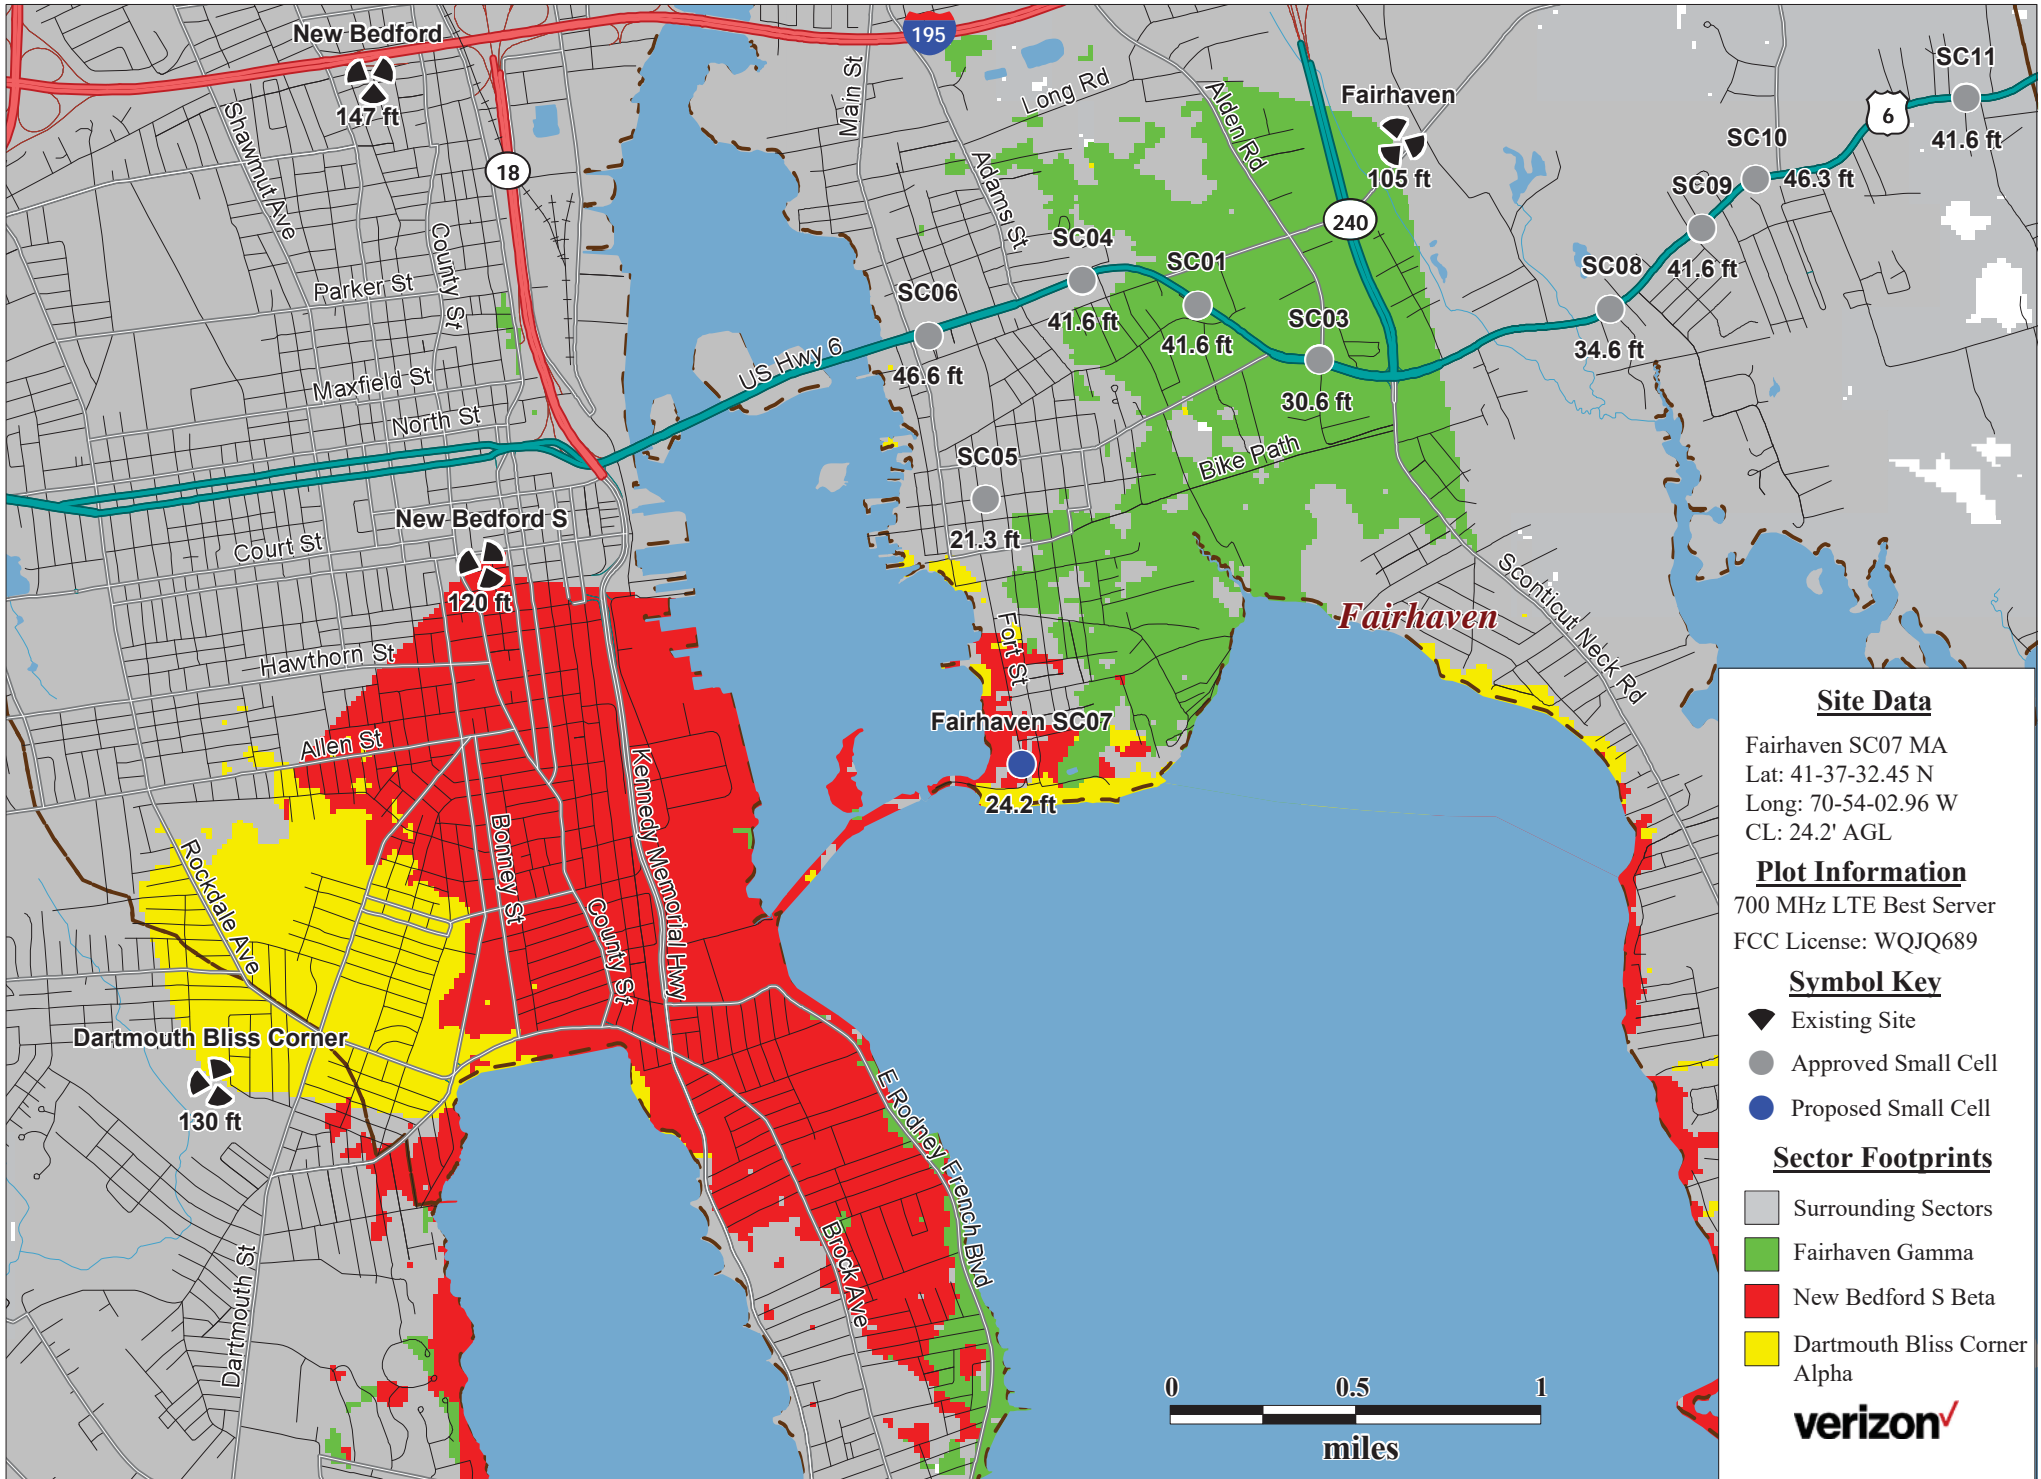 New Bedford
147 ft
195
Main St
Long Rd
Alden Rd
Fairhaven
105 ft
SC11
41.6 ft
6
SC10
46.3 ft
SC09
41.6 ft
SC08
34.6 ft
18
Shawnut Ave
County St
Adams St
240
SC04
41.6 ft
SC01
41.6 ft
SC03
30.6 ft
SC06
46.6 ft
Parker St
Maxfield St
North St
US Hwy 6
Bike Path
SC05
21.3 ft
New Bedford S
120 ft
Court St
Hawthorn St
Allen St
Fort St
Fairhaven
Sconticut Neck Rd
Fairhaven SC07
24.2 ft
Kennedy Memorial Hwy
Bonney St
County St
Rockdale Ave
Dartmouth Bliss Corner
130 ft
E Rodney French Blvd
Brock Ave
Dartmouth St
0 0.5 1
miles
Site Data
Fairhaven SC07 MA
Lat: 41-37-32.45 N
Long: 70-54-02.96 W
CL: 24.2' AGL
Plot Information
700 MHz LTE Best Server
FCC License: WQJQ689
Symbol Key
Existing Site
Approved Small Cell
Proposed Small Cell
Sector Footprints
Surrounding Sectors
Fairhaven Gamma
New Bedford S Beta
Dartmouth Bliss Corner
Alpha
verizon